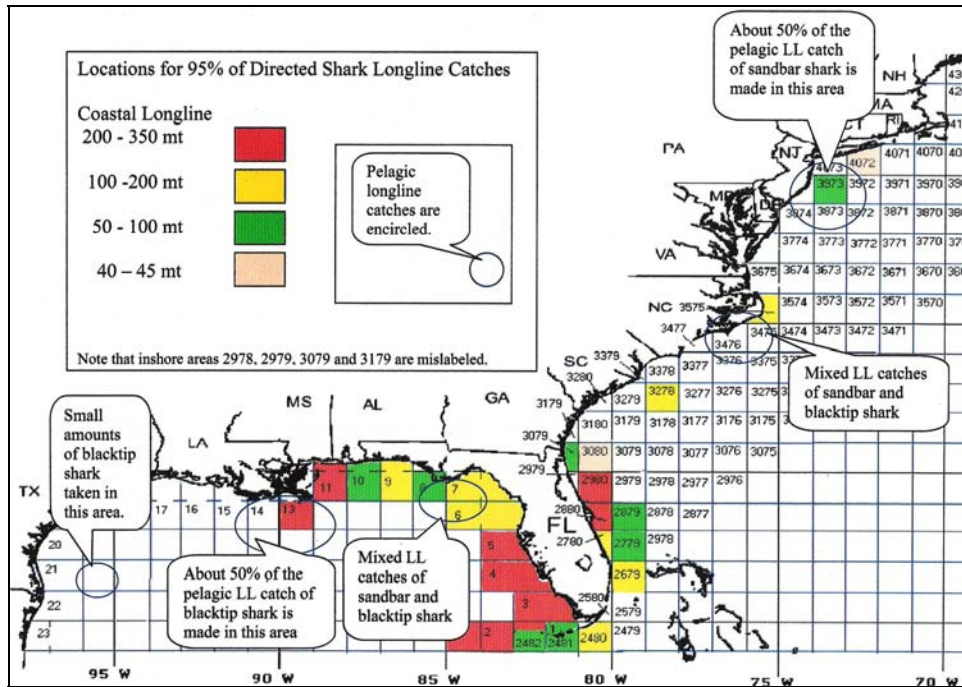 Locations for 95% of Directed Shark Longline Catches
Coastal Longline
200 - 350 mt
100 -200 mt
50 - 100 mt
40 – 45 mt
Pelagic
longline
catches are
encircled.
Note that inshore areas 2978, 2979, 3079 and 3179 are mislabeled.
About 50% of the
pelagic LL catch
of sandbar shark is
made in this area
NH
MA
CT
RI
PA
NJ
4072
4071
4070
3973
3972
3971
3970
DE
3874
3873
3872
3871
3870
3774
3773
3772
3771
3770
VA
3675
3674
3673
3672
3671
3670
NC
3575
3574
3573
3572
3571
3570
3477
3476
3475
3474
3473
3472
3471
Mixed LL catches
of sandbar and
blacktip shark
SC
3379
3378
3377
3376
3375
3280
3279
3278
3277
3276
3275
3179
3180
3179
3178
3177
3176
3175
GA
3079
3080
3079
3078
3077
3076
3075
2979
2980
2979
2978
2977
2976
2880
2879
2878
2877
FL
2780
2779
2978
2679
2580
2579
2480
2479
2482
2481
Small
amounts
of blacktip
shark
taken in
this area.
MS
AL
LA
TX
11
10
9
8
7
6
17
16
15
14
13
5
4
3
2
1
20
21
22
23
About 50% of the
pelagic LL catch of
blacktip shark is
made in this area
Mixed LL
catches of
sandbar and
blacktip shark
95 W
90 W
85 W
80 W
75 W
70 W